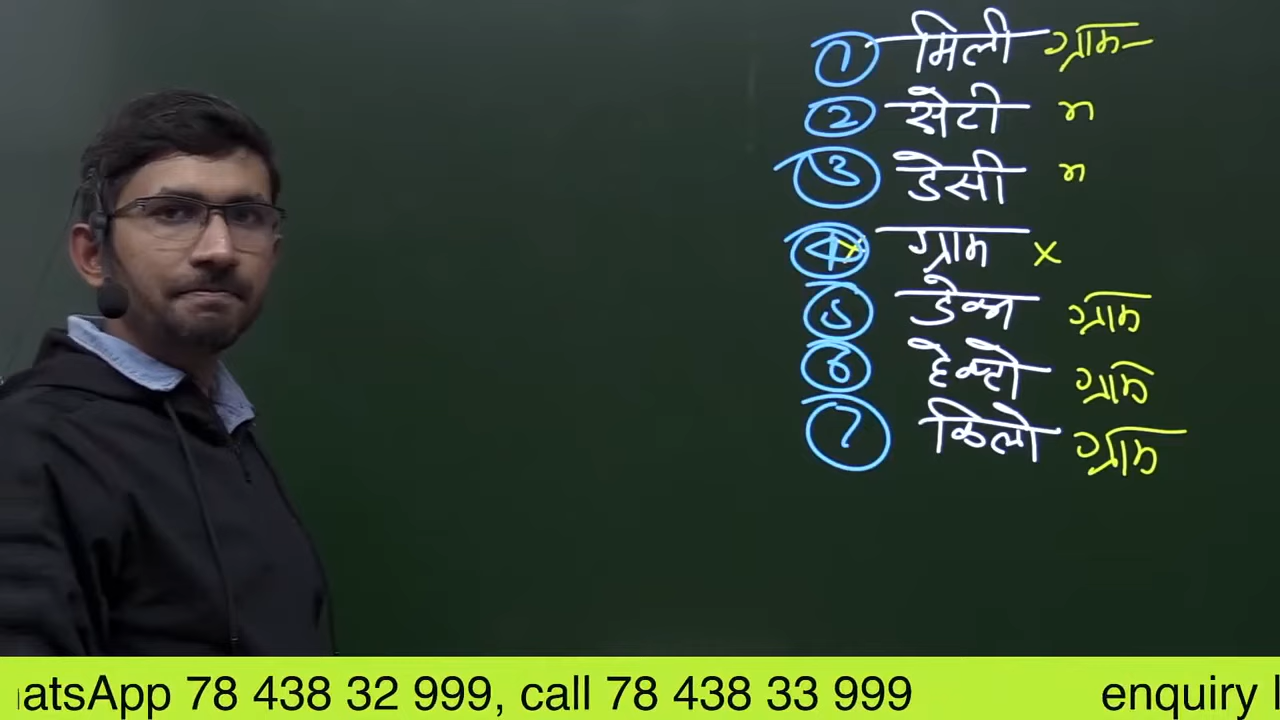 1 मिली ग्राम
2 सेटी "
3 डेसी "
4 ग्राम ×
5 डेका ग्राम
6 हेक्टो ग्राम
7 किलो ग्राम
atsApp 78 438 32 999, call 78 438 33 999 enquiry